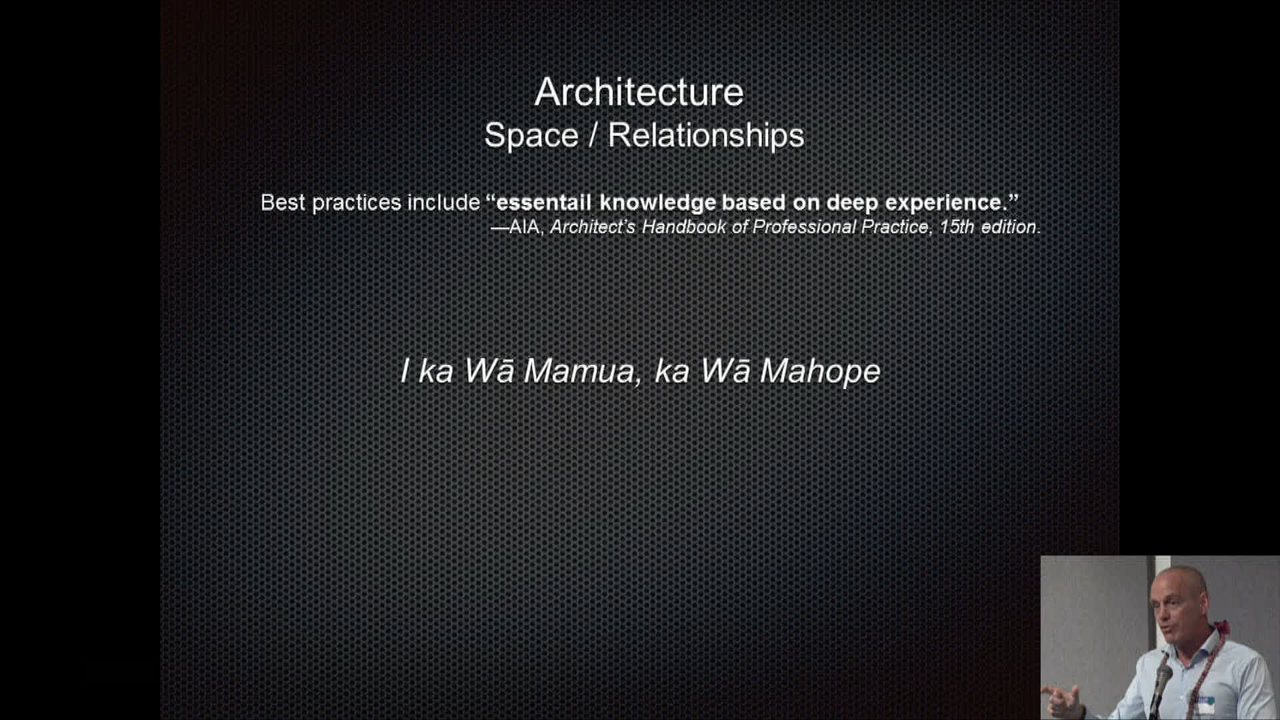 Architecture
Space / Relationships
Best practices include “essentail knowledge based on deep experience.”
—AIA, Architect’s Handbook of Professional Practice, 15th edition.
I ka Wā Mamua, ka Wā Mahope